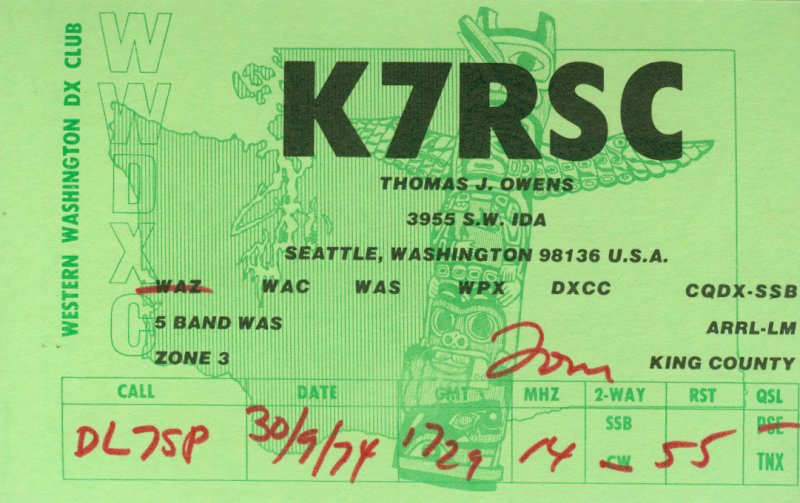 WESTERN WASHINGTON DX CLUB
WWDXC
K7RSC
THOMAS J. OWENS
3955 S.W. IDA
SEATTLE, WASHINGTON 98136 U.S.A.
WAZ WAC WAS WPX DXCC CQDX-SSB
5 BAND WAS ARRL-LM
ZONE 3 KING COUNTY
Tom
CALL DATE GMT MHZ 2-WAY RST QSL
SSB PSE
DL7SP 30/9/74 1729 14 CW 55 TNX